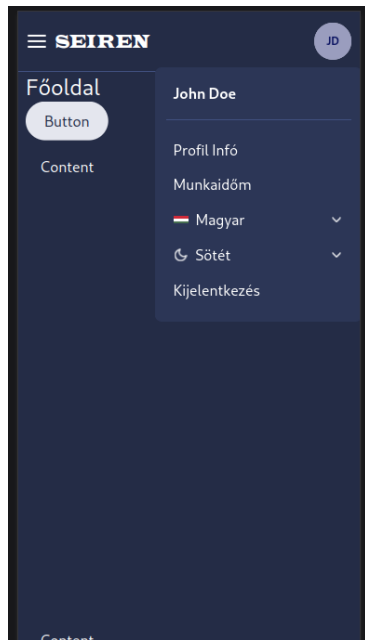 SEIREN
JD
Főoldal
John Doe
Button
Profil Infó
Content
Munkaidőm
Magyar
Sötét
Kijelentkezés
Content